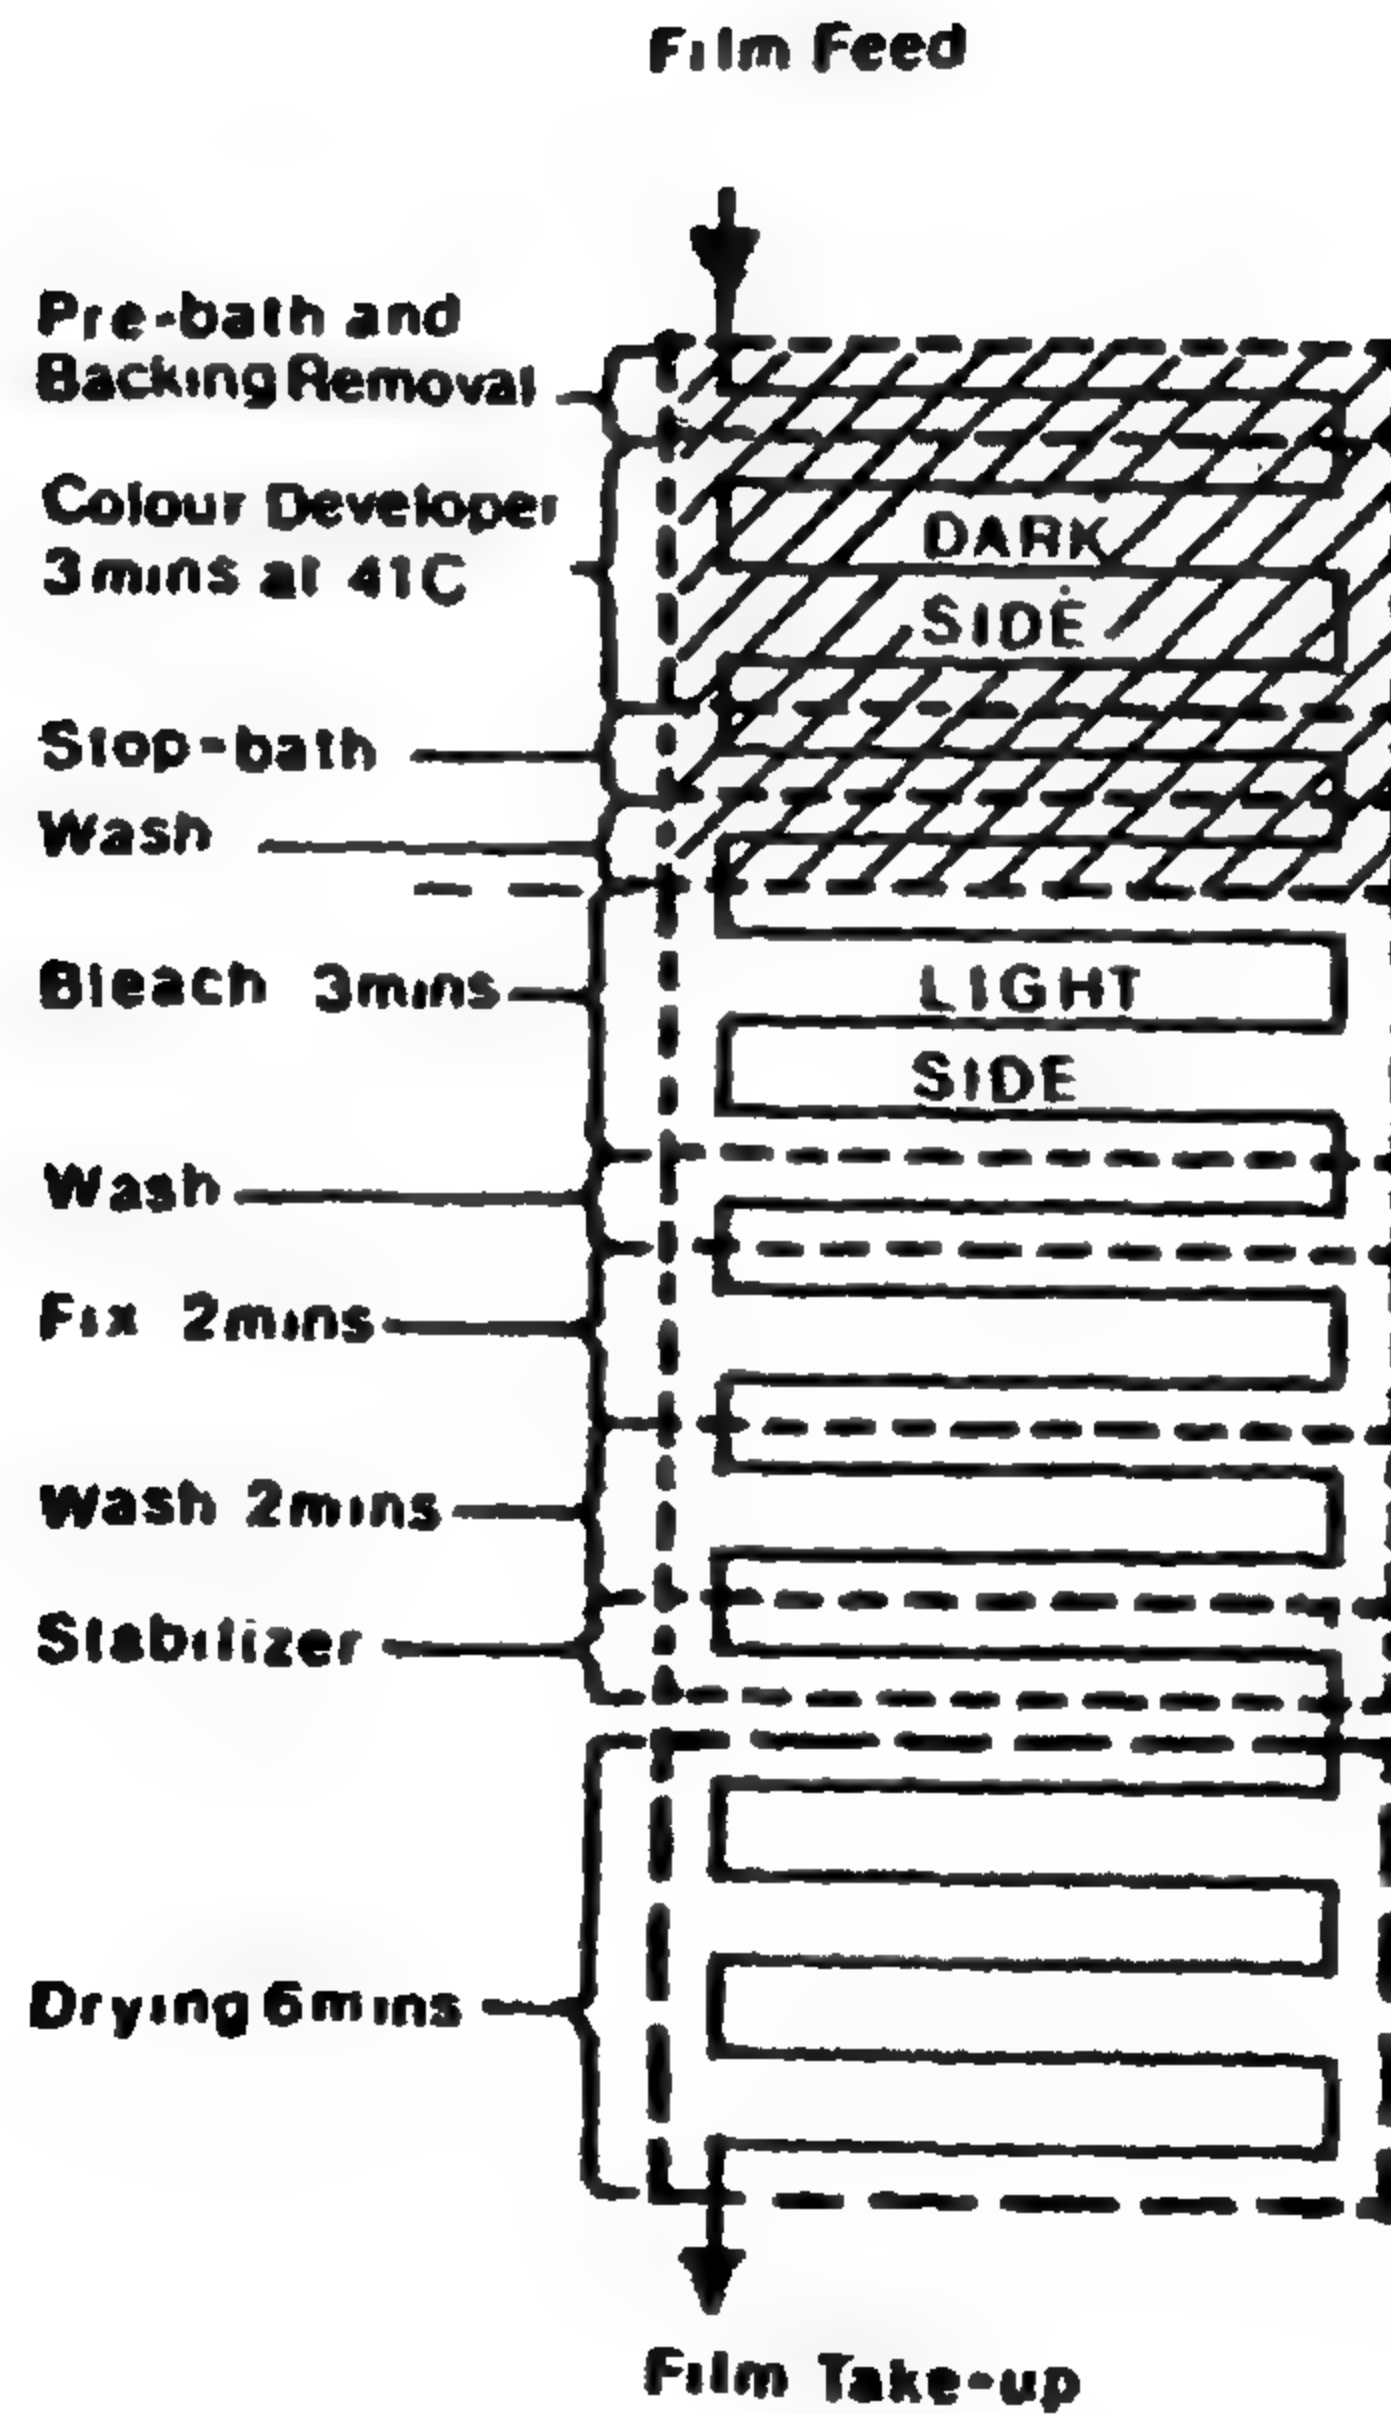 Film Feed
Pre-bath and
Backing Removal
Colour Developer
3mins at 41C
DARK
SIDE
Stop-bath
Wash
Bleach 3mins
LIGHT
SIDE
Wash
Fix 2mins
Wash 2mins
Stabilizer
Drying 6mins
Film Take-up